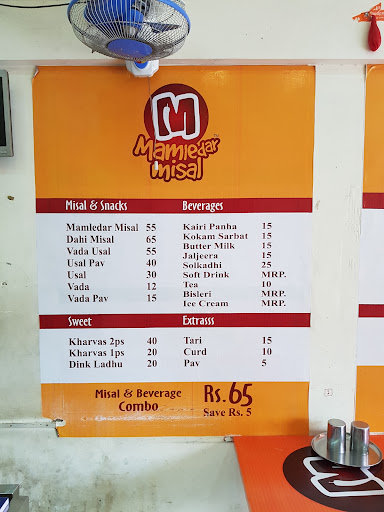 M
Mamledar™
misal
Misal & Snacks
Mamledar Misal 55
Dahi Misal 65
Vada Usal 55
Usal Pav 40
Usal 30
Vada 12
Vada Pav 15
Beverages
Kairi Panha 15
Kokam Sarbat 15
Butter Milk 15
Jaljeera 15
Solkadhi 25
Soft Drink MRP.
Tea 10
Bisleri MRP.
Ice Cream MRP.
Sweet
Kharvas 2ps 40
Kharvas 1ps 20
Dink Ladhu 20
Extrasss
Tari 15
Curd 10
Pav 5
Misal & Beverage
Combo
Rs.65
Save Rs. 5
M